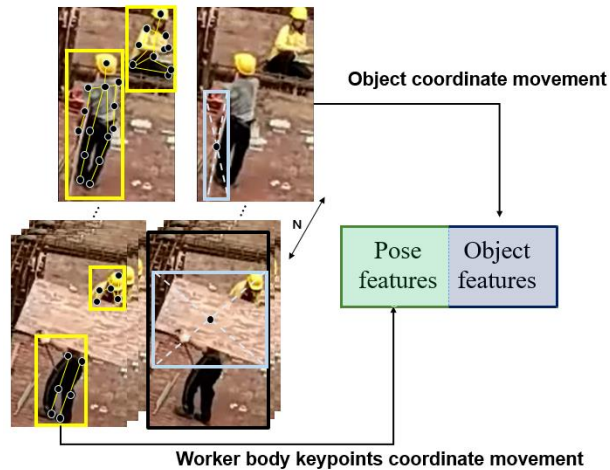 Object coordinate movement
N
Pose Object
features features
Worker body keypoints coordinate movement